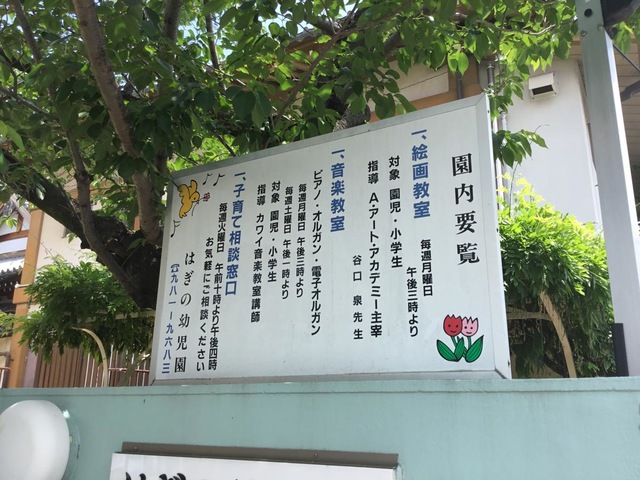 園内要覧
一、絵画教室
毎週月曜日 午後三時より
対象 園児・小学生
指導 A・アート・アカデミー主宰
谷口 泉先生
一、音楽教室
ピアノ・オルガン・電子オルガン
毎週月曜日 午後三時より
毎週土曜日 午後一時より
対象 園児・小学生
指導 カワイ音楽教室講師
一、子育て相談窓口
毎週火曜日 午前十時より午後四時
お気軽にご相談ください
はぎの幼児園
☎九八一-九六八三